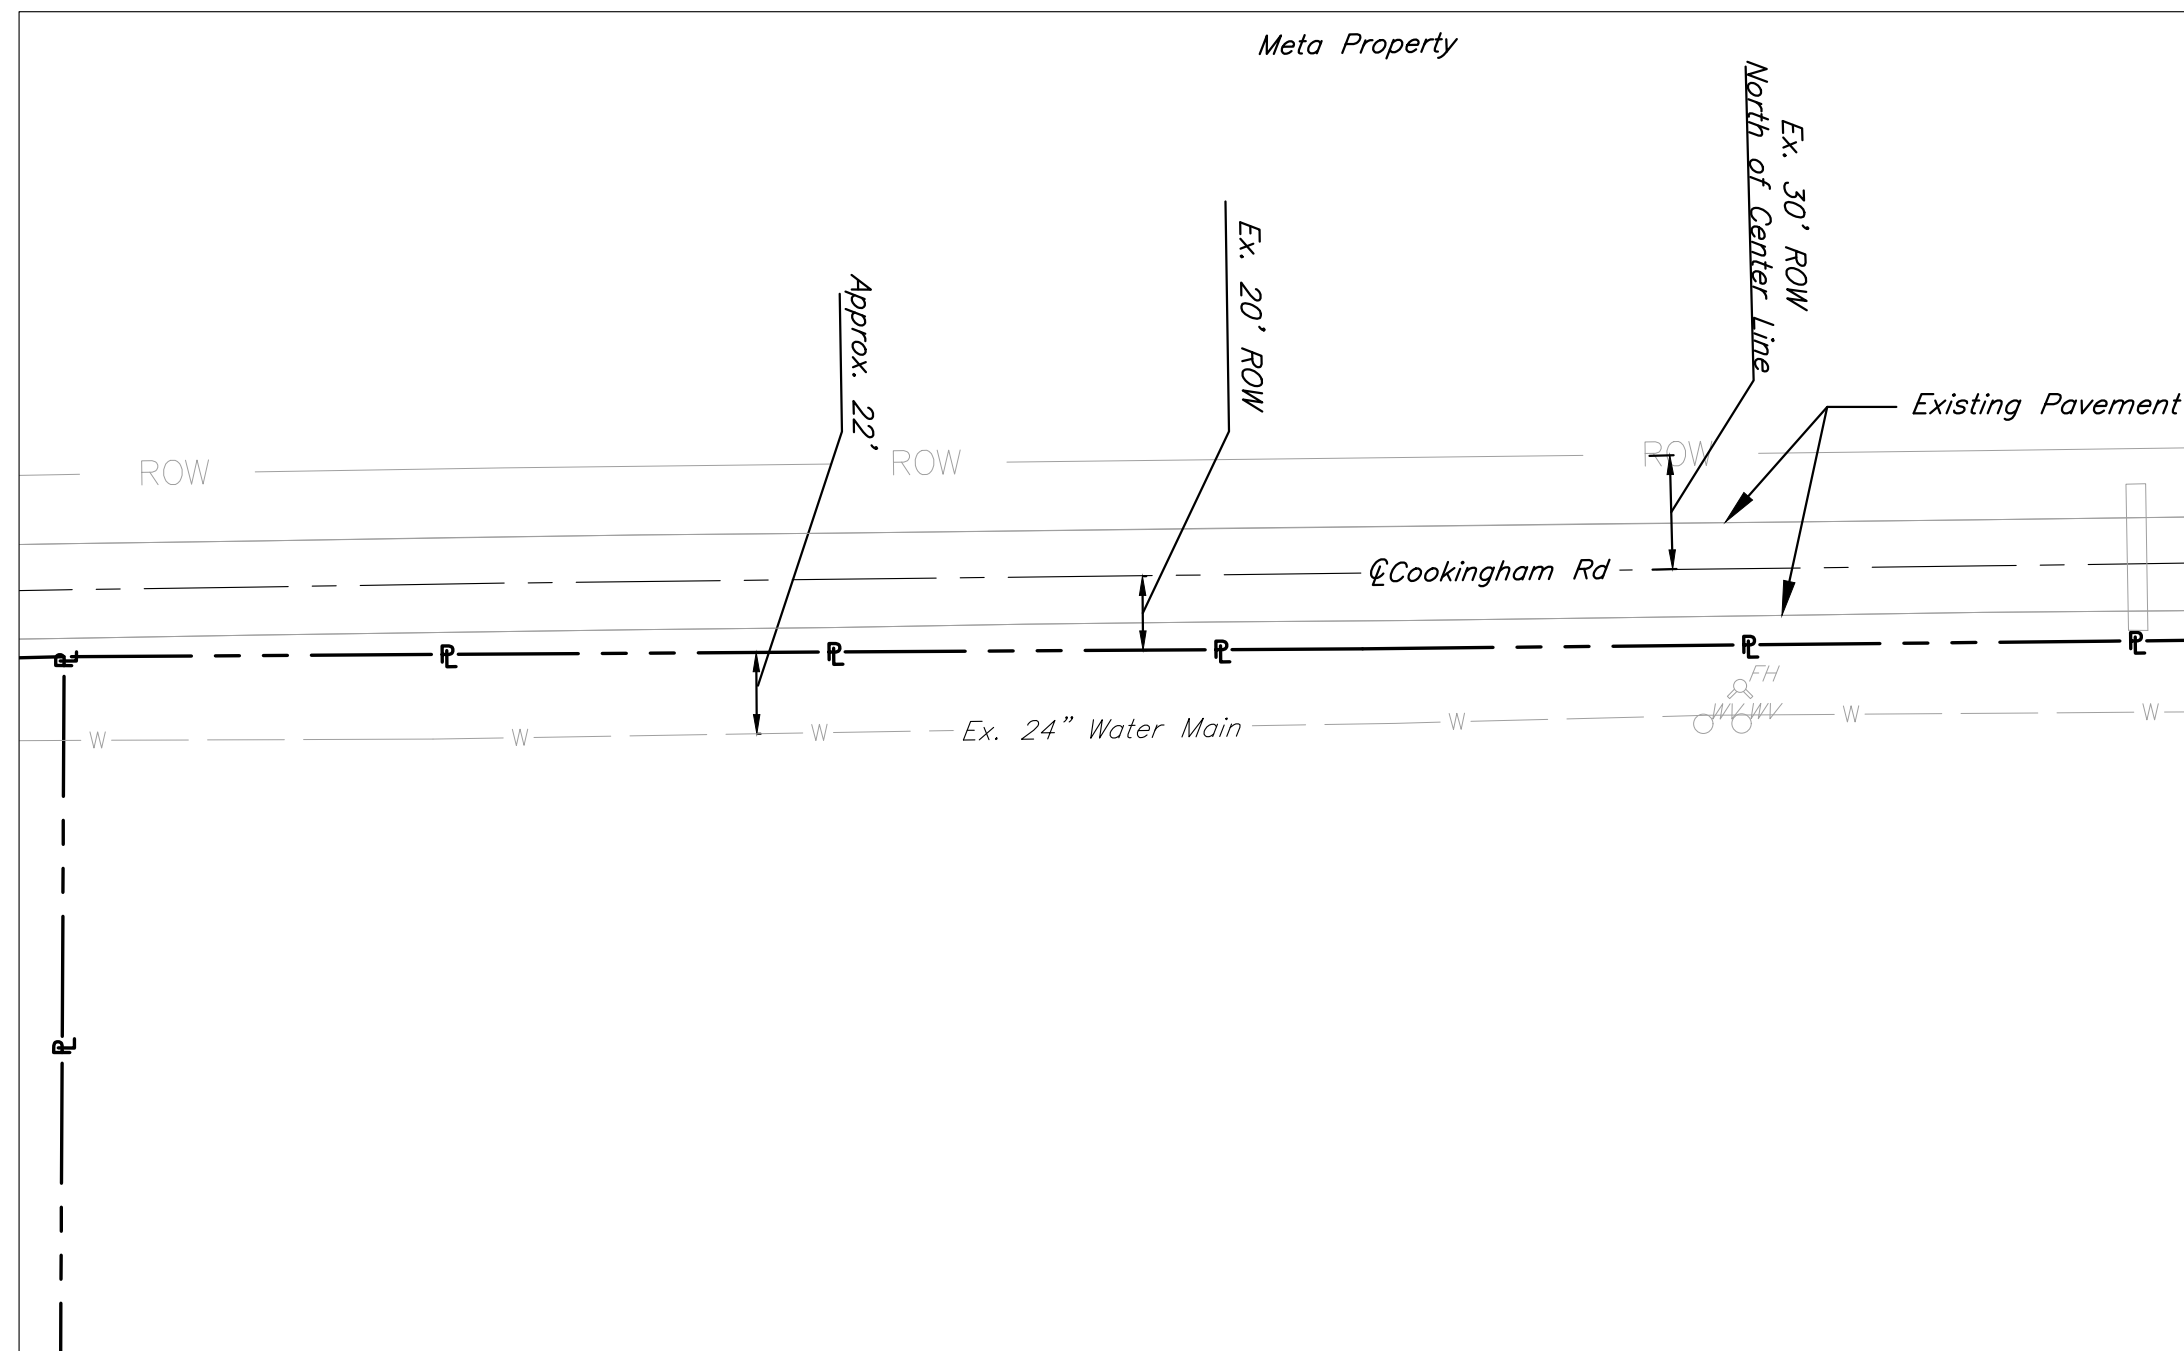 Meta Property
Ex. 30' ROW
North of Center Line
Ex. 20' ROW
Approx. 22'
Existing Pavement
ROW
ROW
ROW
℄Cookingham Rd
⅊
⅊
⅊
⅊
⅊
⅊
FH
WV WV
W
W
W
Ex. 24" Water Main
W
W
W
⅊